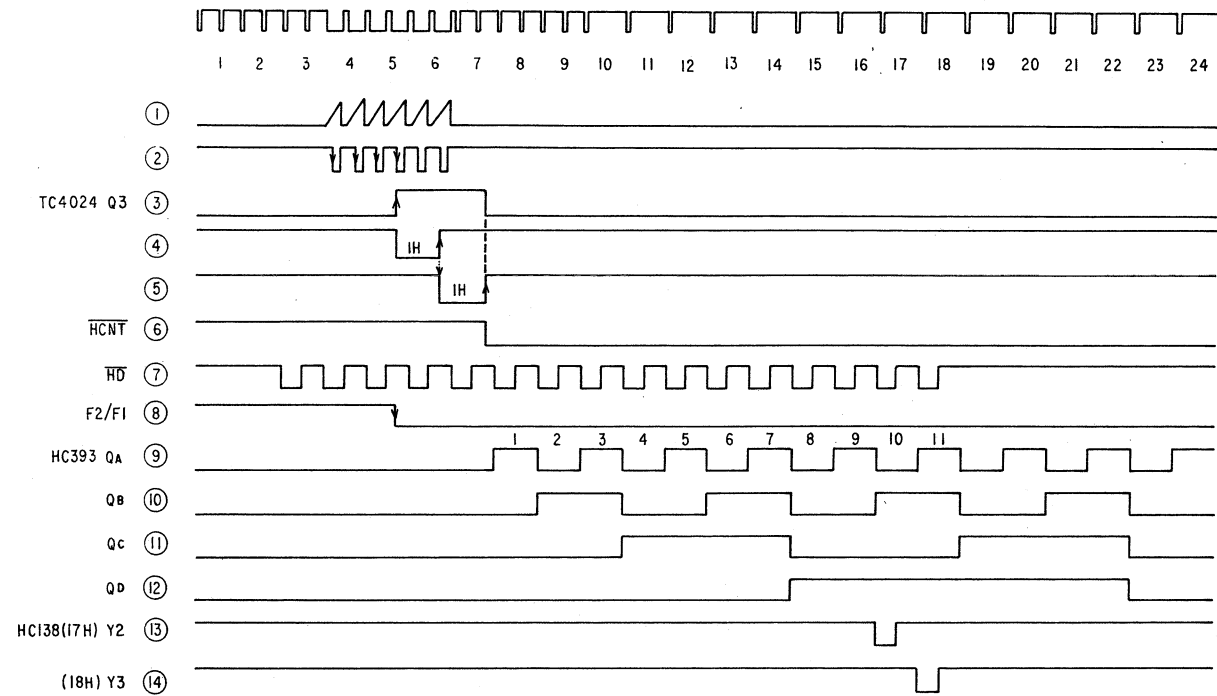 1 2 3 4 5 6 7 8 9 10 11 12 13 14 15 16 17 18 19 20 21 22 23 24
①
②
TC4024 Q3 ③
④ 1H
⑤ 1H
HCNT ⑥
HD ⑦
F2/F1 ⑧
1 2 3 4 5 6 7 8 9 10 11
HC393 QA ⑨
QB ⑩
QC ⑪
QD ⑫
HC138(17H) Y2 ⑬
(18H) Y3 ⑭